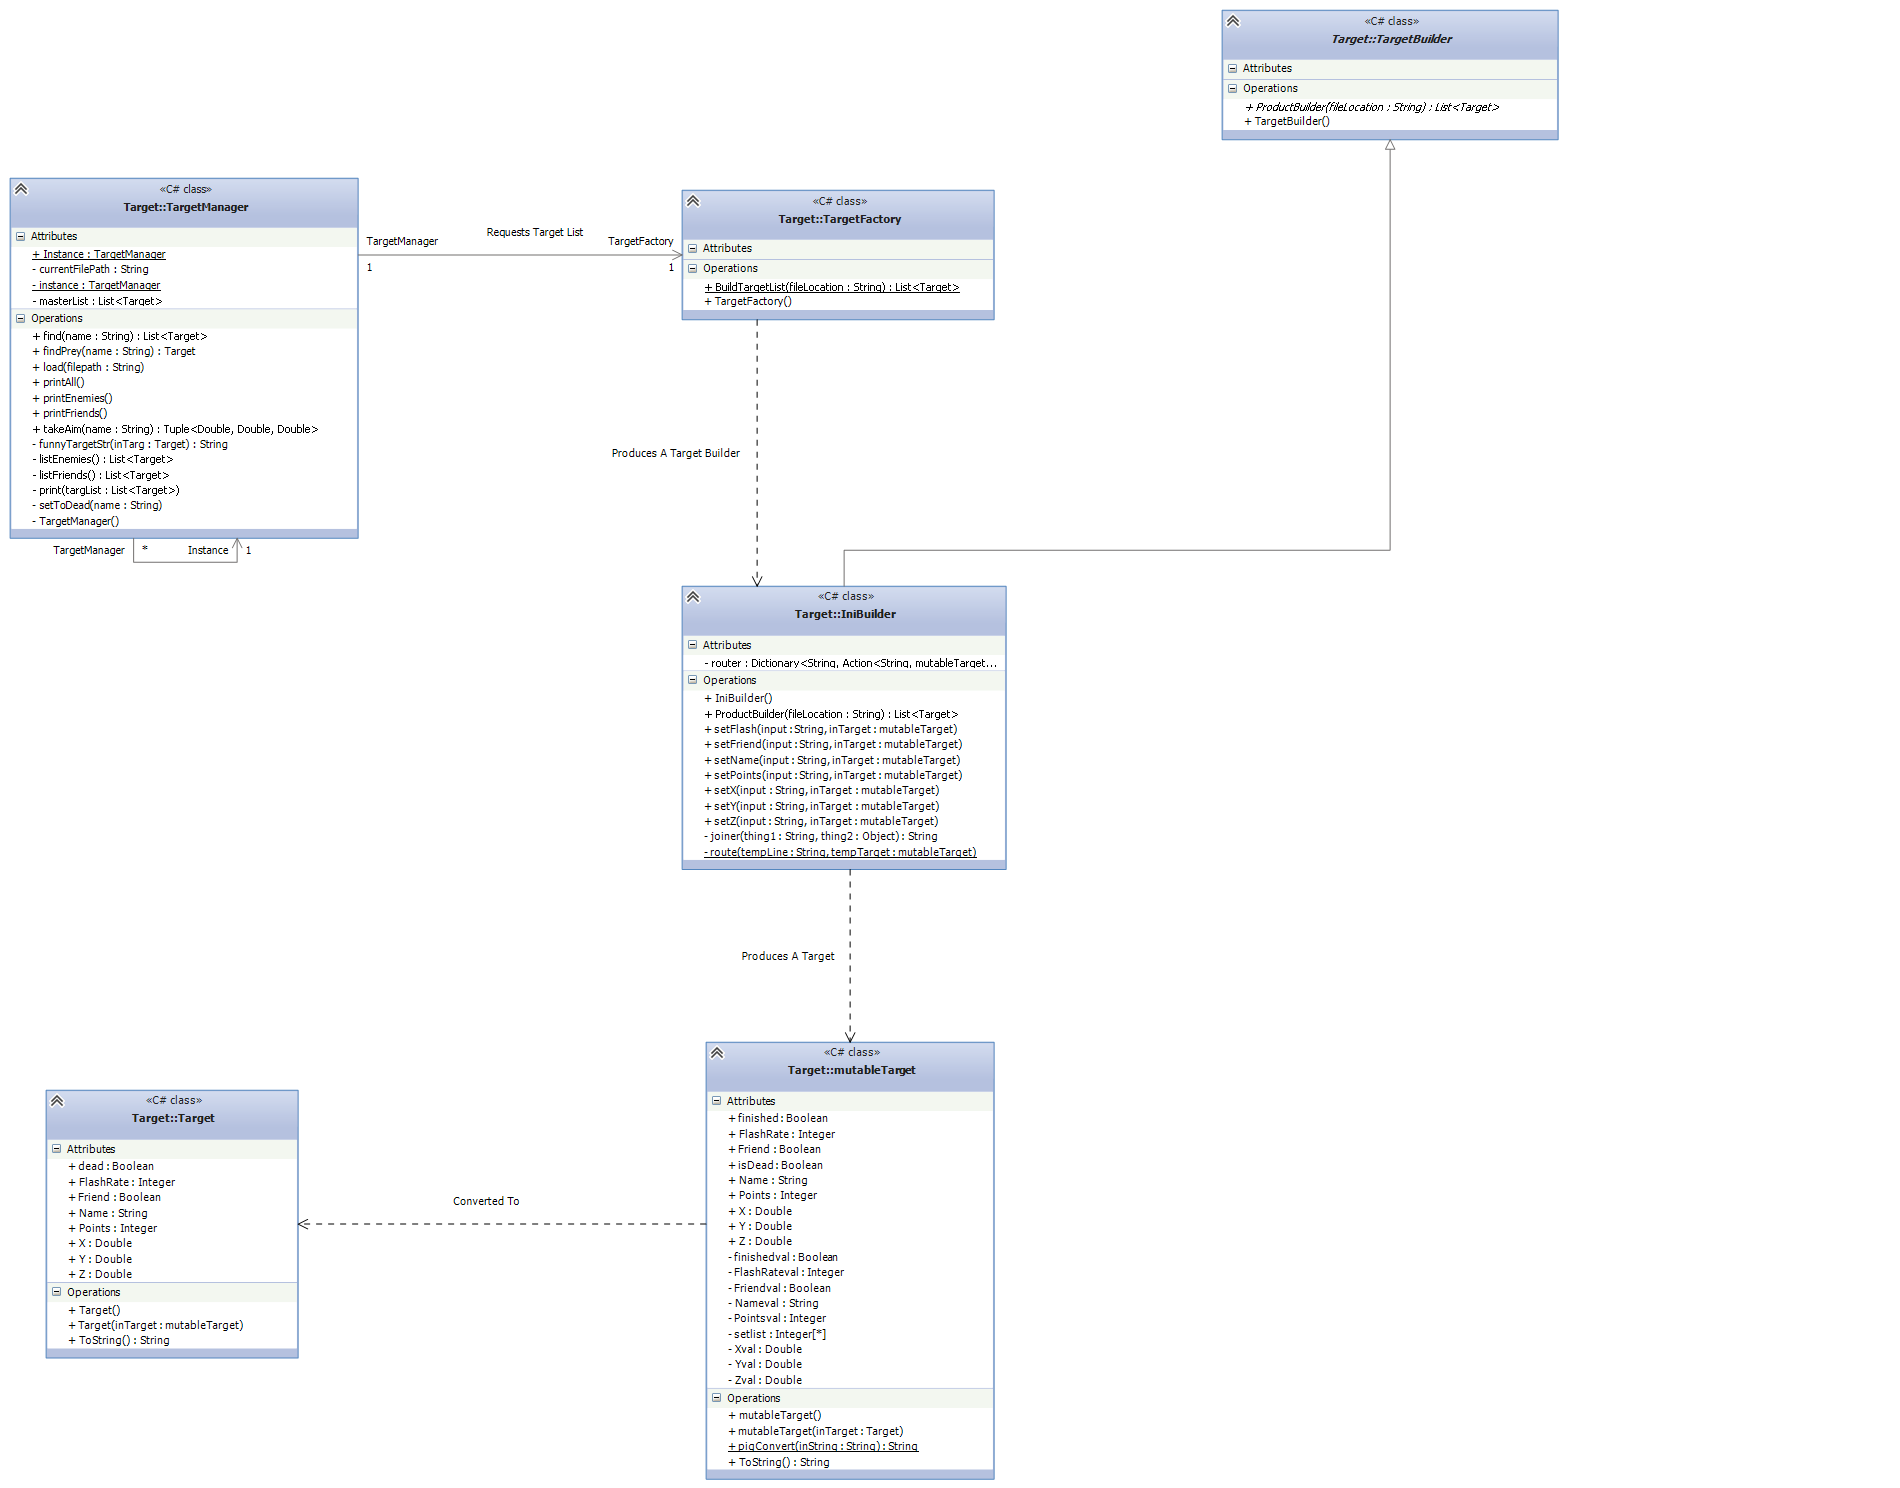 «C# class»
Target::TargetBuilder
Attributes
Operations
+ ProductBuilder(fileLocation : String) : List<Target>
+ TargetBuilder()
«C# class»
Target::TargetManager
Attributes
+ Instance : TargetManager
- currentFilePath : String
- instance : TargetManager
- masterList : List<Target>
Operations
+ find(name : String) : List<Target>
+ findPrey(name : String) : Target
+ load(filepath : String)
+ printAll()
+ printEnemies()
+ printFriends()
+ takeAim(name : String) : Tuple<Double, Double, Double>
- funnyTargetStr(inTarg : Target) : String
- listEnemies() : List<Target>
- listFriends() : List<Target>
- print(targList : List<Target>)
- setToDead(name : String)
- TargetManager()
TargetManager * Instance 1
TargetManager Requests Target List TargetFactory
1 1
«C# class»
Target::TargetFactory
Attributes
Operations
+ BuildTargetList(fileLocation : String) : List<Target>
+ TargetFactory()
Produces A Target Builder
«C# class»
Target::IniBuilder
Attributes
- router : Dictionary<String, Action<String, mutableTarget...
Operations
+ IniBuilder()
+ ProductBuilder(fileLocation : String) : List<Target>
+ setFlash(input : String, inTarget : mutableTarget)
+ setFriend(input : String, inTarget : mutableTarget)
+ setName(input : String, inTarget : mutableTarget)
+ setPoints(input : String, inTarget : mutableTarget)
+ setX(input : String, inTarget : mutableTarget)
+ setY(input : String, inTarget : mutableTarget)
+ setZ(input : String, inTarget : mutableTarget)
- joiner(thing1 : String, thing2 : Object) : String
- route(tempLine : String, tempTarget : mutableTarget)
Produces A Target
«C# class»
Target::mutableTarget
Attributes
+ finished : Boolean
+ FlashRate : Integer
+ Friend : Boolean
+ isDead : Boolean
+ Name : String
+ Points : Integer
+ X : Double
+ Y : Double
+ Z : Double
- finishedval : Boolean
- FlashRateval : Integer
- Friendval : Boolean
- Nameval : String
- Pointsval : Integer
- setlist : Integer[*]
- Xval : Double
- Yval : Double
- Zval : Double
Operations
+ mutableTarget()
+ mutableTarget(inTarget : Target)
+ pigConvert(inString : String) : String
+ ToString() : String
Converted To
«C# class»
Target::Target
Attributes
+ dead : Boolean
+ FlashRate : Integer
+ Friend : Boolean
+ Name : String
+ Points : Integer
+ X : Double
+ Y : Double
+ Z : Double
Operations
+ Target()
+ Target(inTarget : mutableTarget)
+ ToString() : String